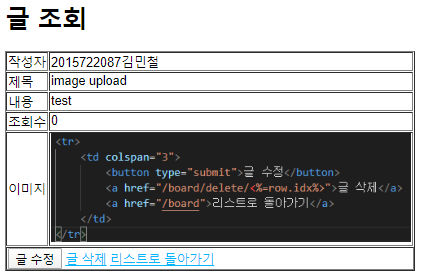 글 조회
작성자 2015722087김민철
제목 image upload
내용 test
조회수 0
이미지
<tr>
<td colspan="3">
<button type="submit">글 수정</button>
<a href="/board/delete/<%=row.idx%>">글 삭제</a>
<a href="/board">리스트로 돌아가기</a>
</td>
</tr>
글 수정 글 삭제 리스트로 돌아가기